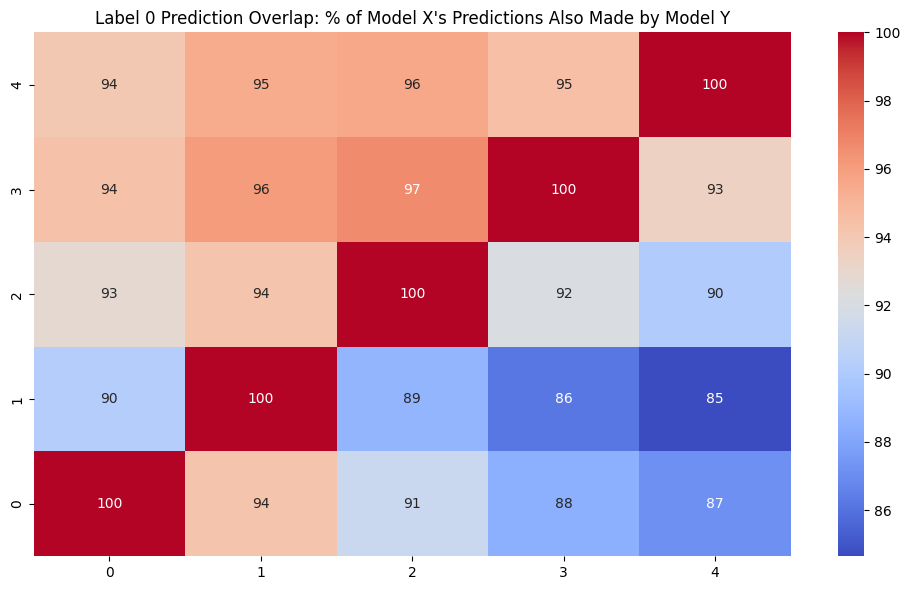 Label 0 Prediction Overlap: % of Model X's Predictions Also Made by Model Y
4 94 95 96 95 100
3 94 96 97 100 93
2 93 94 100 92 90
1 90 100 89 86 85
0 100 94 91 88 87
0 1 2 3 4
100
98
96
94
92
90
88
86